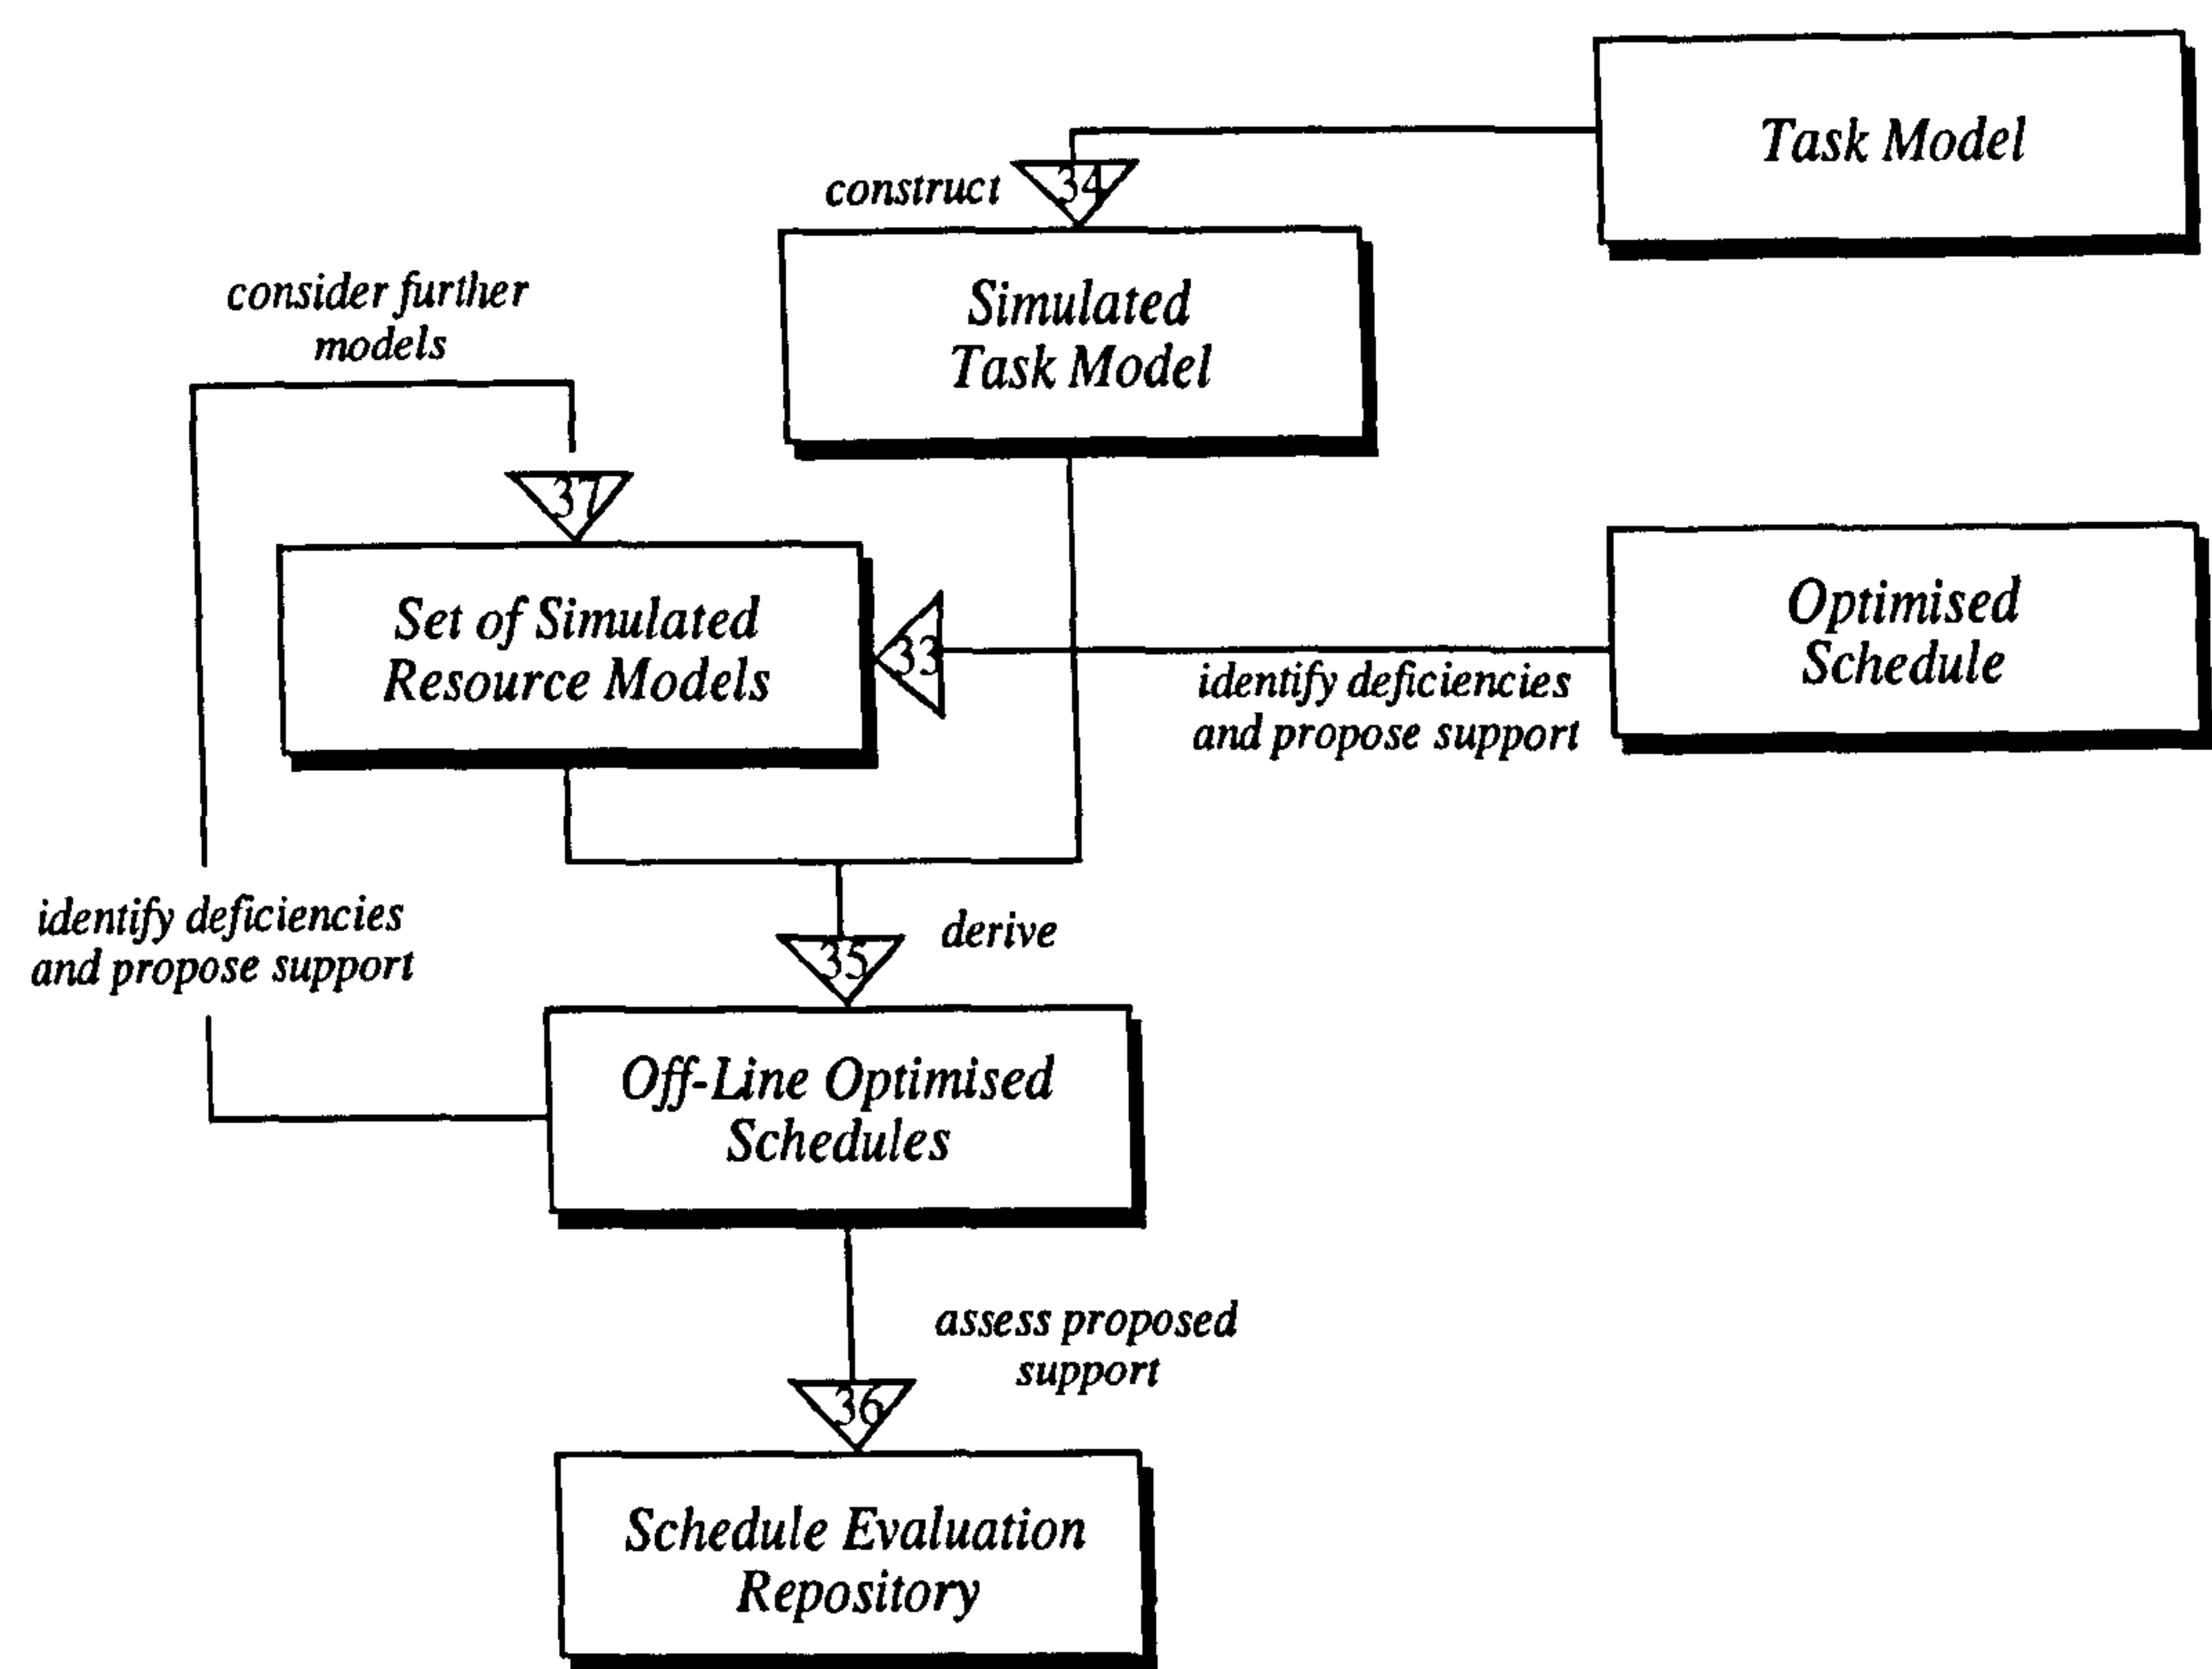 Task Model
34
construct
Simulated
Task Model
consider further
models
37
Set of Simulated
Resource Models
33
identify deficiencies
and propose support
Optimised
Schedule
identify deficiencies
and propose support
derive
35
Off-Line Optimised
Schedules
assess proposed
support
36
Schedule Evaluation
Repository